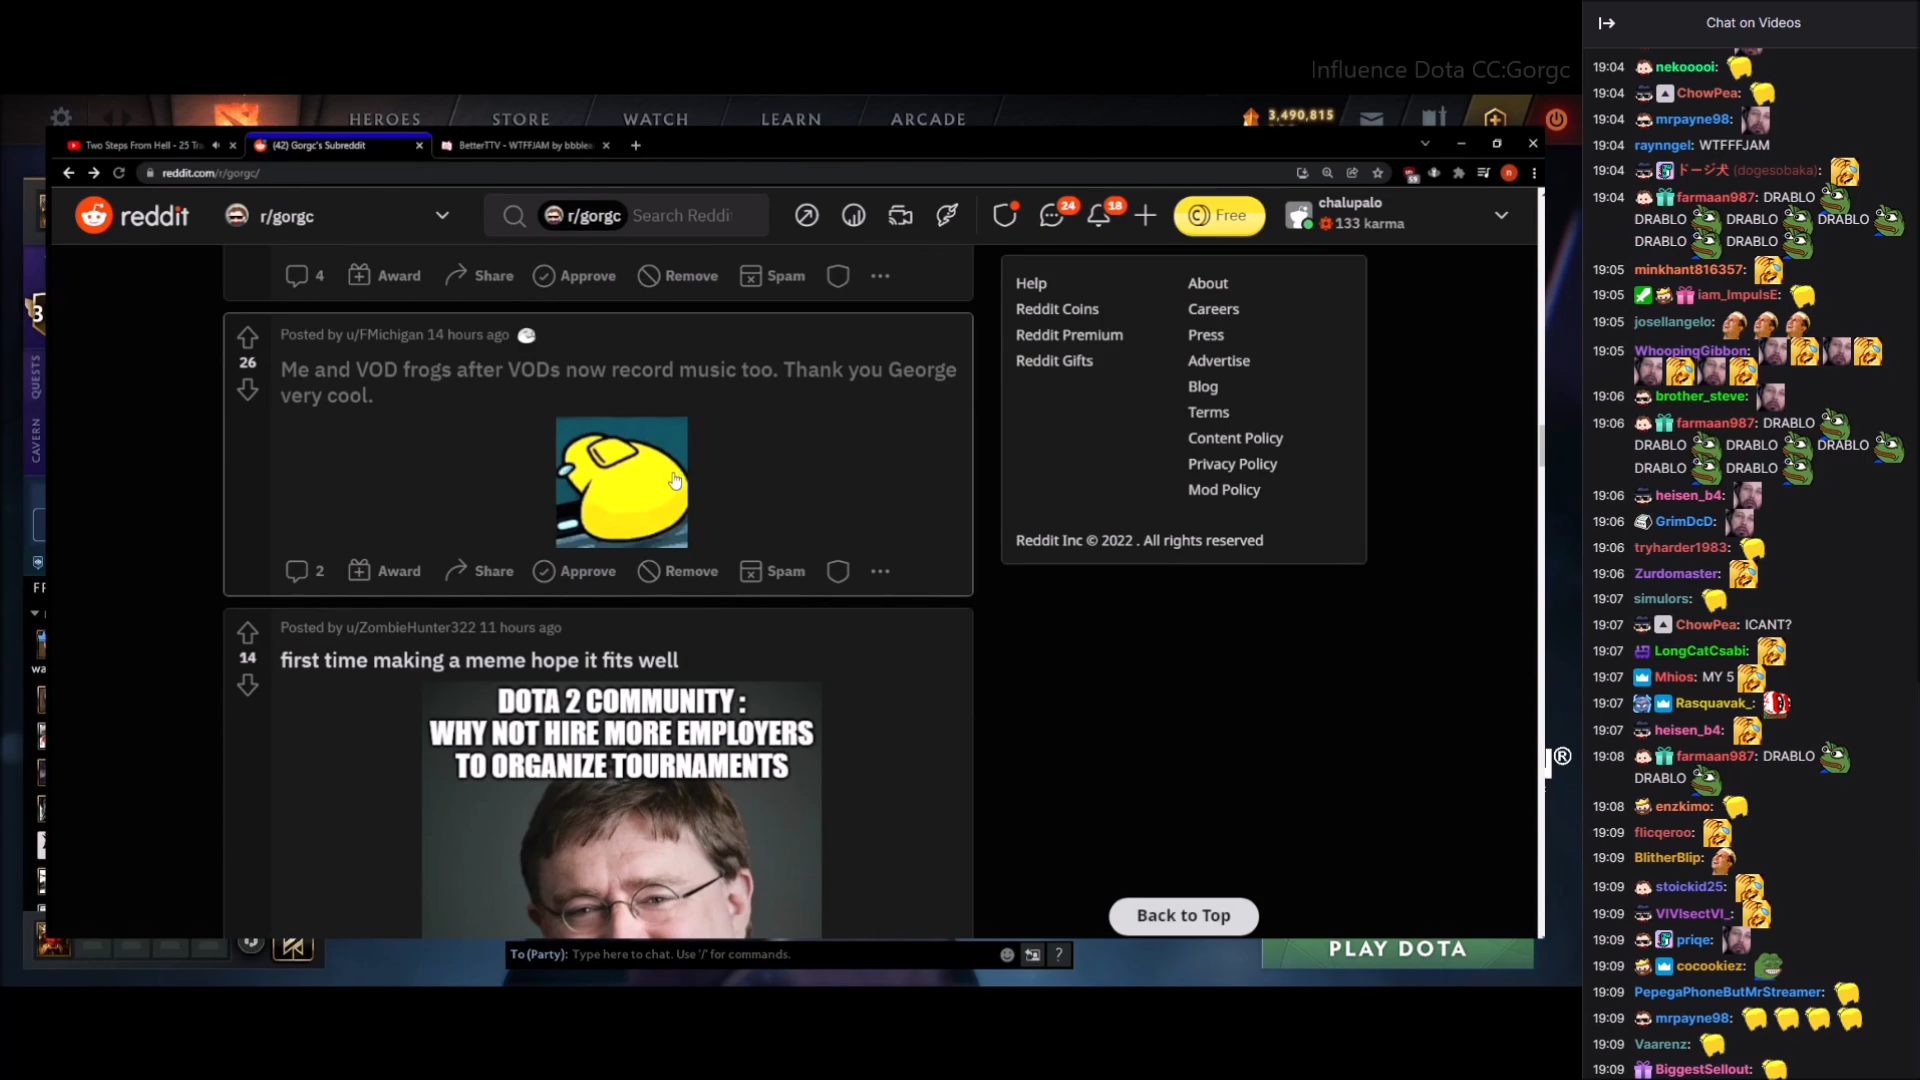 Influence Dota CC:Gorgc
HEROES STORE WATCH LEARN ARCADE 3,490,815
Two Steps From Hell - 25 Tra
(42) Gorgc's Subreddit
BetterTTV - WTFFJAM by bbblea
reddit.com/r/gorgc/
reddit r/gorgc r/gorgc Search Reddi 24 18 Free chalupalo
133 karma
4 Award Share Approve Remove Spam
Posted by u/FMichigan 14 hours ago
26
Me and VOD frogs after VODs now record music too. Thank you George
very cool.
2 Award Share Approve Remove Spam
Posted by u/ZombieHunter322 11 hours ago
14
first time making a meme hope it fits well
DOTA 2 COMMUNITY :
WHY NOT HIRE MORE EMPLOYERS
TO ORGANIZE TOURNAMENTS
Help About
Reddit Coins Careers
Reddit Premium Press
Reddit Gifts Advertise
Blog
Terms
Content Policy
Privacy Policy
Mod Policy
Reddit Inc © 2022 . All rights reserved
Back to Top
QUESTS
CAVERN
To (Party): Type here to chat. Use '/' for commands.
PLAY DOTA
®
Chat on Videos
19:04 nekooooi:
19:04 ChowPea:
19:04 mrpayne98:
19:04 raynngel: WTFFFJAM
19:04 ドージ犬 (dogesobaka):
19:04 farmaan987: DRABLO
DRABLO DRABLO DRABLO
DRABLO DRABLO
19:05 minkhant816357:
19:05 iam_ImpulsE:
19:05 josellangelo:
19:05 WhoopingGibbon:
19:06 brother_steve:
19:06 farmaan987: DRABLO
DRABLO DRABLO DRABLO
DRABLO DRABLO
19:06 heisen_b4:
19:06 GrimDcD:
19:06 tryharder1983:
19:06 Zurdomaster:
19:07 simulors:
19:07 ChowPea: ICANT?
19:07 LongCatCsabi:
19:07 Mhios: MY 5
19:07 Rasquavak_:
19:07 heisen_b4:
19:08 farmaan987: DRABLO
DRABLO
19:08 enzkimo:
19:09 flicqeroo:
19:09 BlitherBlip:
19:09 stoickid25:
19:09 VIVIsectVI_:
19:09 priqe:
19:09 cocookiez:
19:09 PepegaPhoneButMrStreamer:
19:09 mrpayne98:
19:09 Vaarenz:
19:09 BiggestSellout: